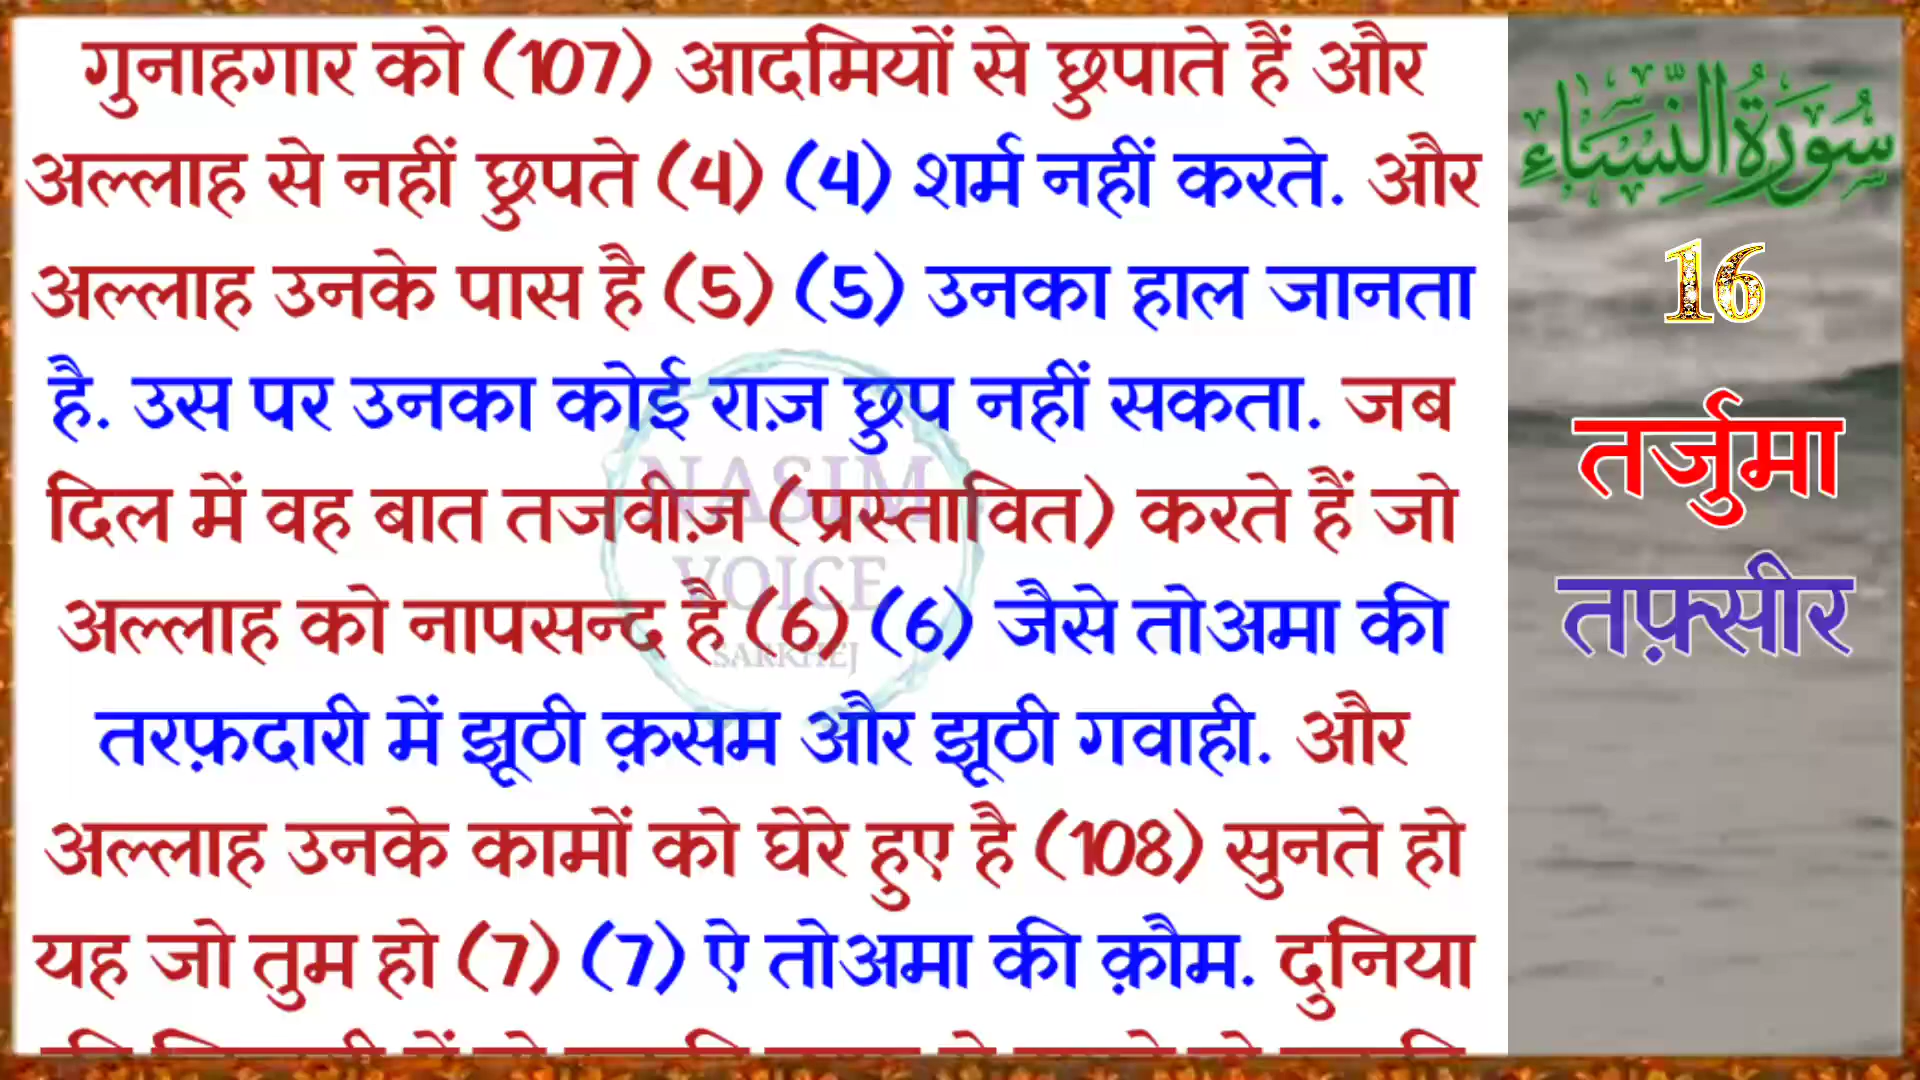 गुनाहगार को (107) आदमियों से छुपाते हैं और
अल्लाह से नहीं छुपते (4) (4) शर्म नहीं करते. और
अल्लाह उनके पास है (5) (5) उनका हाल जानता
है. उस पर उनका कोई राज़ छुप नहीं सकता. जब
दिल में वह बात तजवीज़ (प्रस्तावित) करते हैं जो
अल्लाह को नापसन्द है (6) (6) जैसे तोअमा की
तरफ़दारी में झूठी क़सम और झूठी गवाही. और
अल्लाह उनके कामों को घेरे हुए है (108) सुनते हो
यह जो तुम हो (7) (7) ऐ तोअमा की क़ौम. दुनिया
NASIM
VOICE
SARKHEJ
سُوْرَةُ النِّسَاءِ
16
तर्जुमा
तफ़्सीर